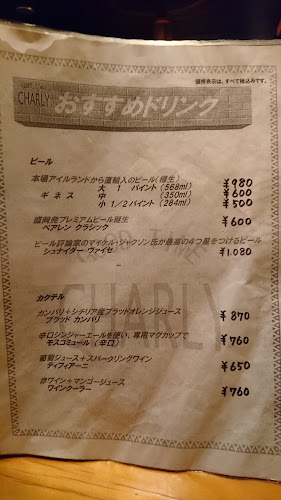 価格表示は、すべて税込みです。
CHARLY
おすすめドリンク
ビール
本場アイルランドから直輸入のビール(樽生)
大 1 パイント(568ml) ¥980
ギネス 中 (350ml) ¥600
小 1/2パイント(284ml) ¥500
盛岡発プレミアムビール誕生 ¥600
ベアレン クラシック
ビール評論家のマイケル・ジャクソン氏が最高の4つ星をつけるビール
シュナイダー ヴァイセ ¥1,080
TIME
CHARLY
カクテル
カンパリ+シチリア産ブラッドオレンジジュース ¥870
ブラッド カンパリ
辛口ジンジャーエールを使い、専用マグカップで ¥760
モスコミュール(辛口)
葡萄ジュース+スパークリングワイン ¥650
ティフィアーニ
赤ワイン+マンゴージュース ¥760
ワインクーラー